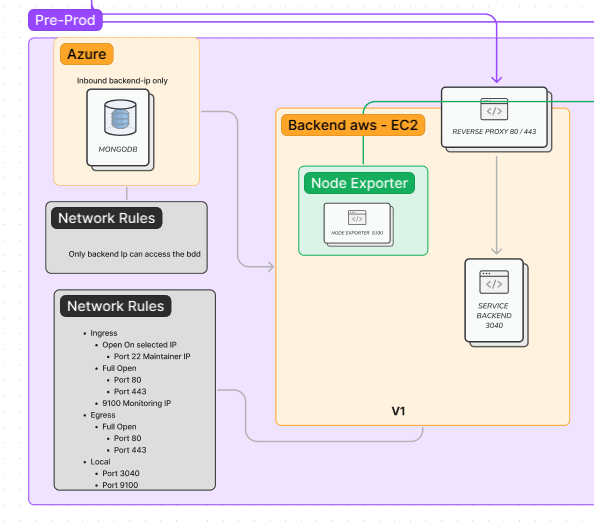 Pre-Prod
Azure
Inbound backend-ip only
MONGODB
Network Rules
Only backend Ip can access the bdd
Network Rules
• Ingress
• Open On selected IP
• Port 22 Maintainer IP
• Full Open
• Port 80
• Port 443
• 9100 Monitoring IP
• Egress
• Full Open
• Port 80
• Port 443
• Local
• Port 3040
• Port 9100
Backend aws - EC2
REVERSE PROXY 80 / 443
Node Exporter
NODE EXPORTER 9100
SERVICE
BACKEND
3040
V1